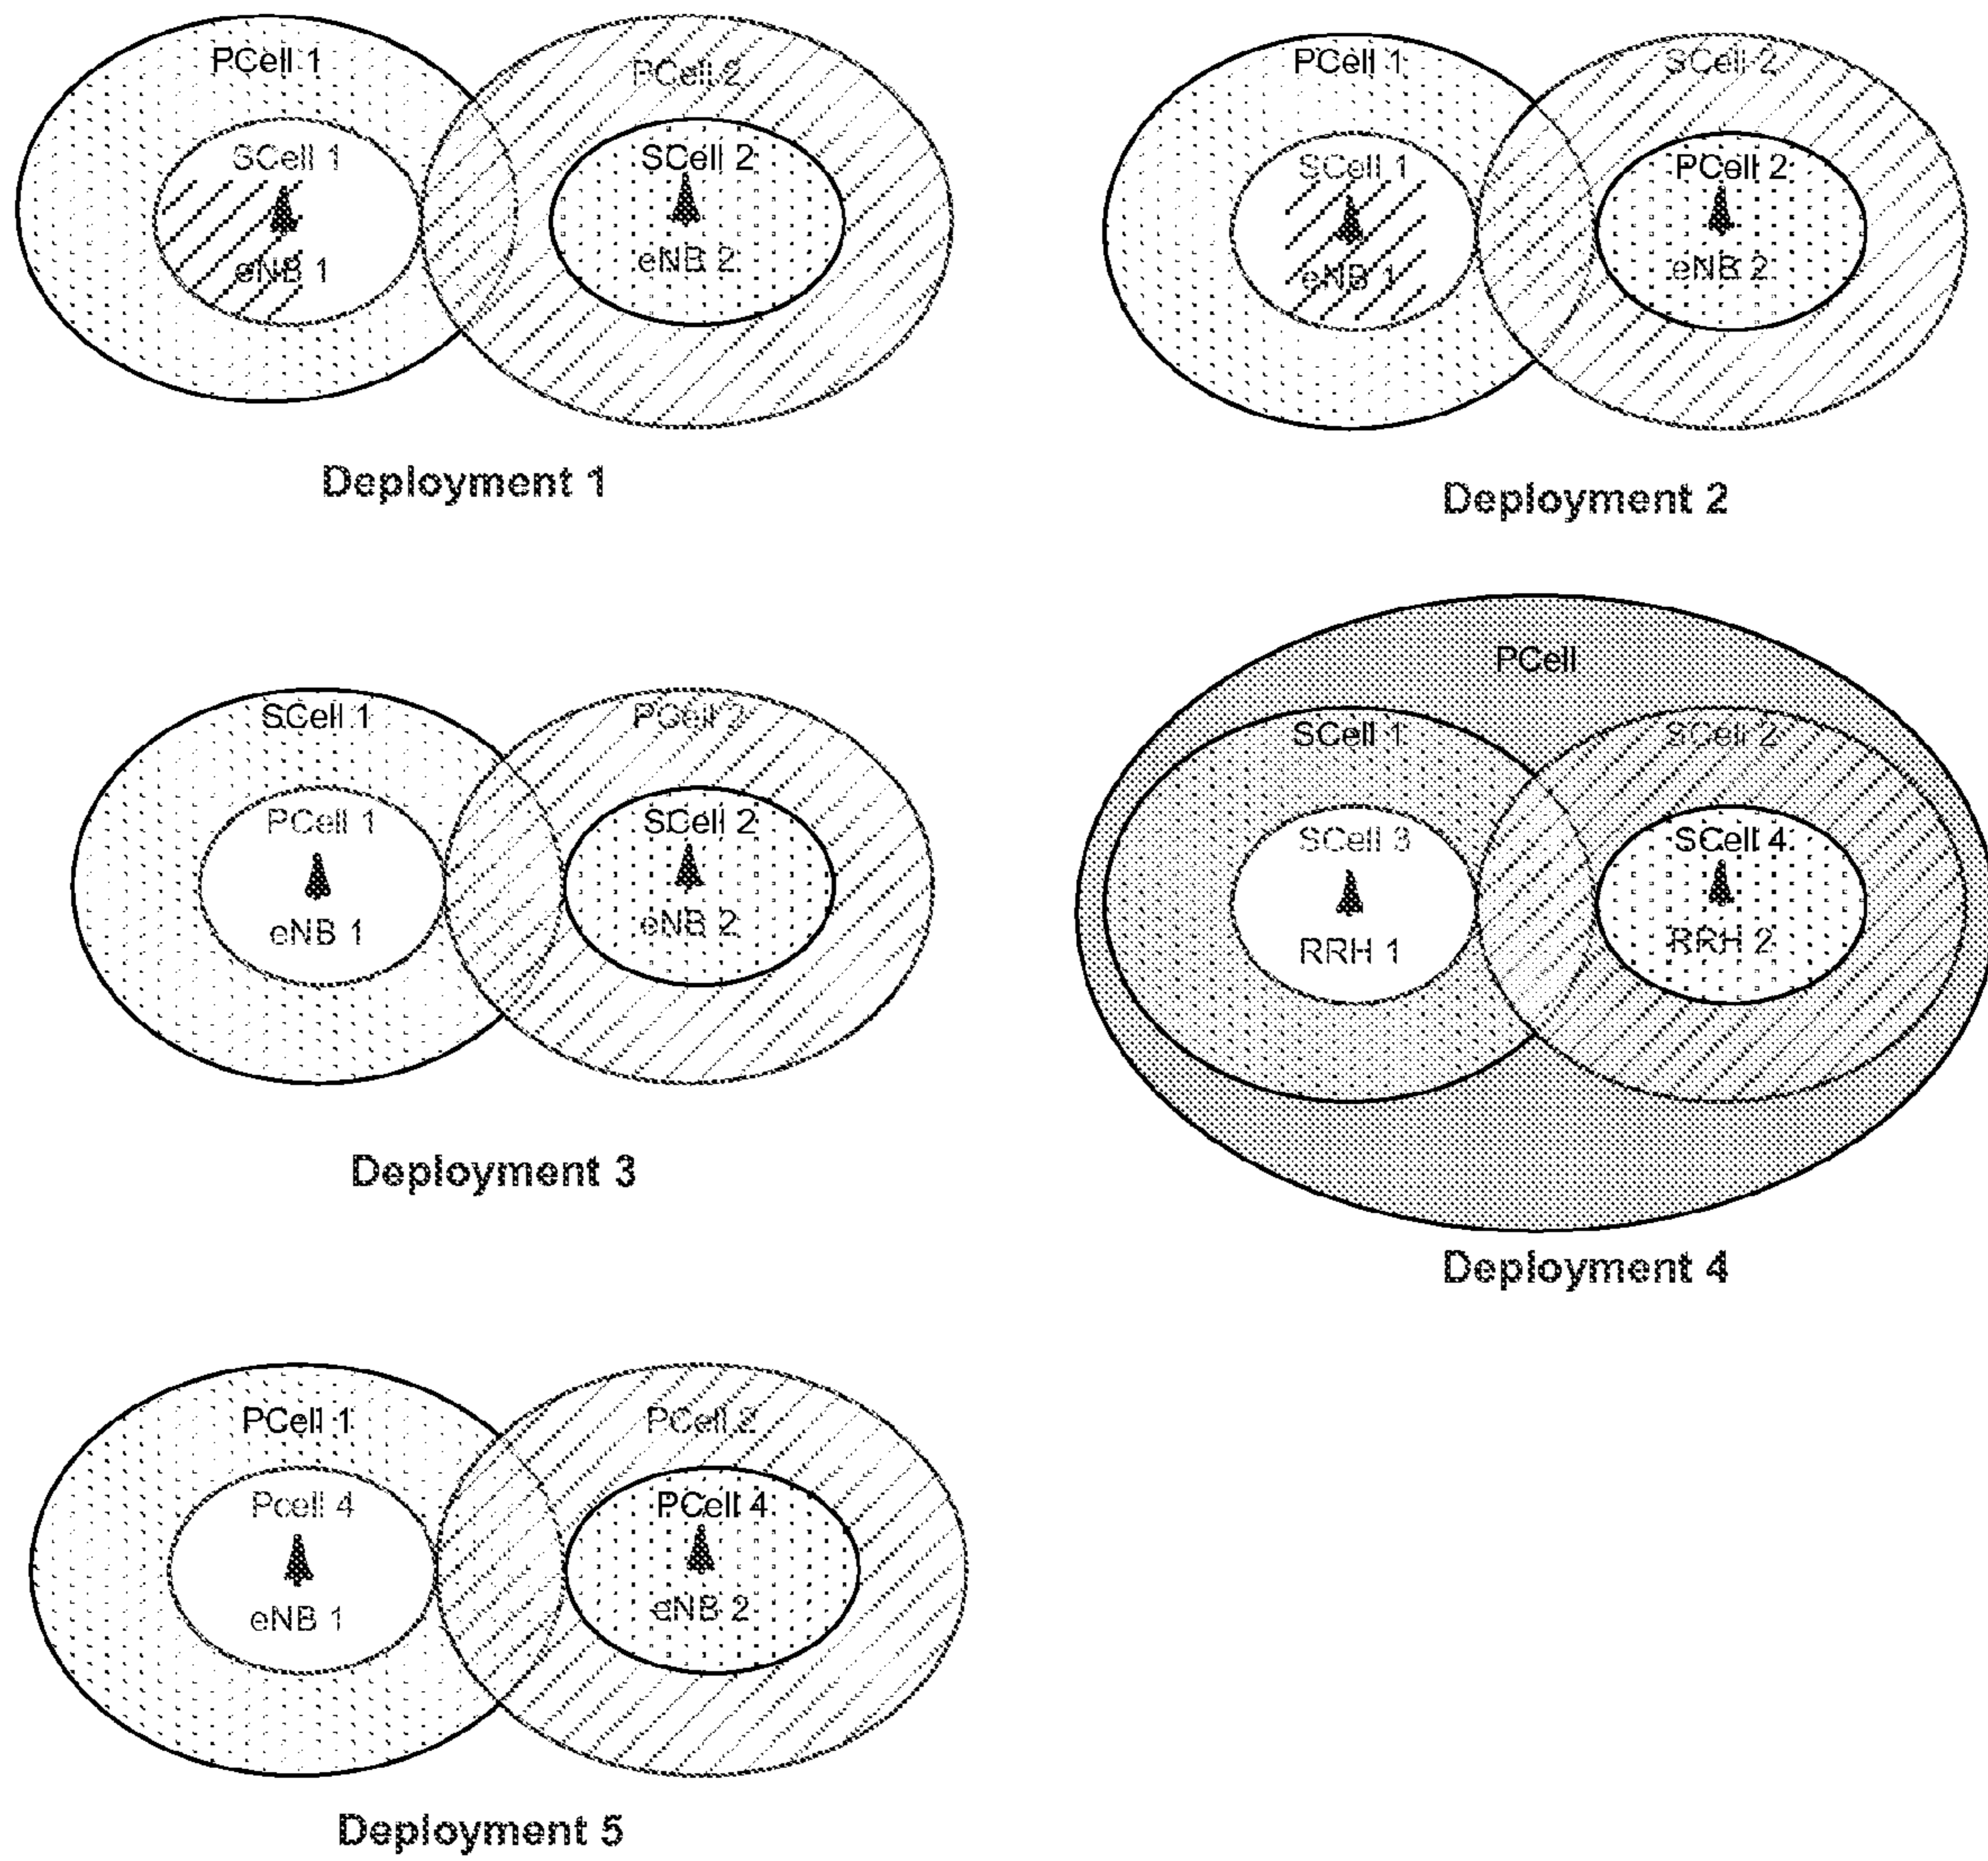 PCell 1
PCell 2
SCell 1
SCell 2
eNB 1
eNB 2
Deployment 1
PCell 1
SCell 2
SCell 1
PCell 2
eNB 1
eNB 2
Deployment 2
SCell 1
PCell 2
PCell 1
SCell 2
eNB 1
eNB 2
Deployment 3
PCell
SCell 1
SCell 2
SCell 3
SCell 4
RRH 1
RRH 2
Deployment 4
PCell 1
PCell
Pcell 4
PCell 4
eNB 1
eNB 2
Deployment 5